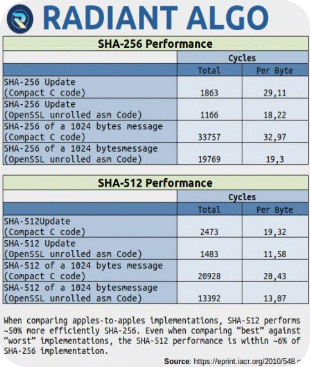 RADIANT ALGO
SHA-256 Performance
Cycles
Total Per Byte
SHA-256 Update
(Compact C code) 1863 29,11
SHA-256 Update
(OpenSSL unrolled asm Code) 1166 18,22
SHA-256 of a 1024 bytes message
(Compact C code) 33757 32,97
SHA-256 of a 1024 bytesmessage
(OpenSSL unrolled asm code) 19769 19,3
SHA-512 Performance
Cycles
Total Per Byte
SHA-512Update
(Compact C code) 2473 19,32
SHA-512 Update
(OpenSSL unrolled asm Code) 1483 11,58
SHA-512 of a 1024 bytes message
(Compact C code) 20928 20,43
SHA-512 of a 1024 bytes message
(OpenSSL unrolled asm code) 13392 13,07
When comparing apples-to-apples implementations, SHA-512 performs
~50% more efficiently SHA-256. Even when comparing "best" against
"worst" implementations, the SHA-512 performance is within ~6% of
SHA-256 implementation.
Source: https://eprint.iacr.org/2010/548.p